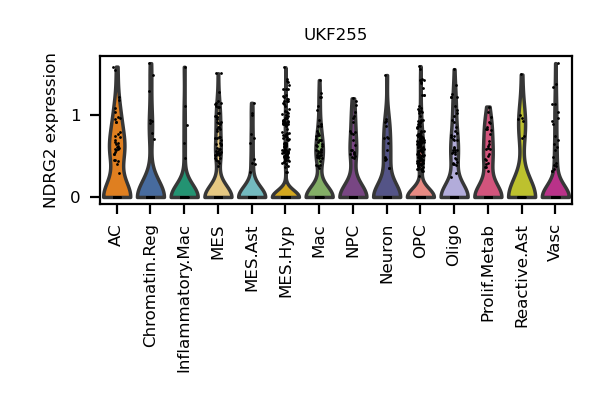 UKF255
NDRG2 expression
1
0
AC
Chromatin.Reg
Inflammatory.Mac
MES
MES.Ast
MES.Hyp
Mac
NPC
Neuron
OPC
Oligo
Prolif.Metab
Reactive.Ast
Vasc